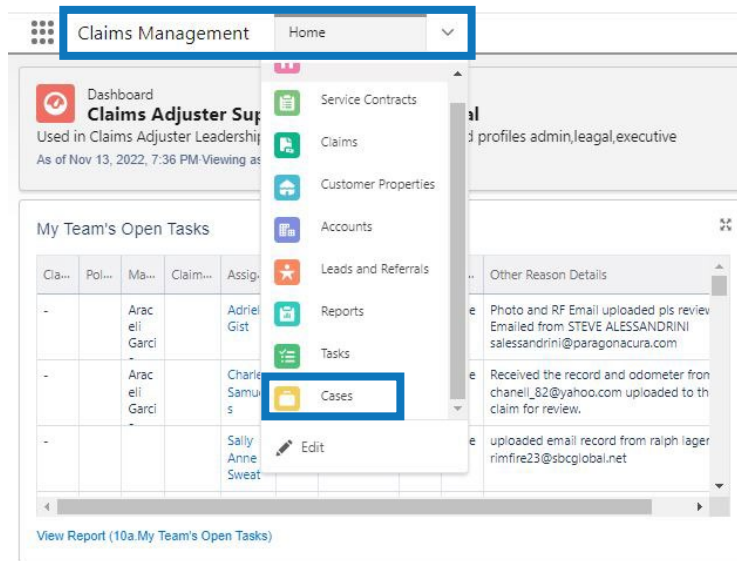 Claims Management Home
Dashboard
Claims Adjuster Sup al
Used in Claims Adjuster Leadership d profiles admin,leagal,executive
As of Nov 13, 2022, 7:36 PM·Viewing as
Service Contracts
Claims
Customer Properties
Accounts
Leads and Referrals
Reports
Tasks
Cases
Edit
My Team's Open Tasks
Cla... Pol... Ma... Claim... Assig. .. Other Reason Details
- Arac Adriel e Photo and RF Email uploaded pls review
eli Gist Emailed from STEVE ALESSANDRINI
Garci salessandrini@paragonacura.com
- Arac Charle e Received the record and odometer from
eli Samu chanell_82@yahoo.com uploaded to th
Garci s claim for review.
- Sally e uploaded email record from ralph lager
Anne rimfire23@sbcglobal.net
Sweat
View Report (10a.My Team's Open Tasks)